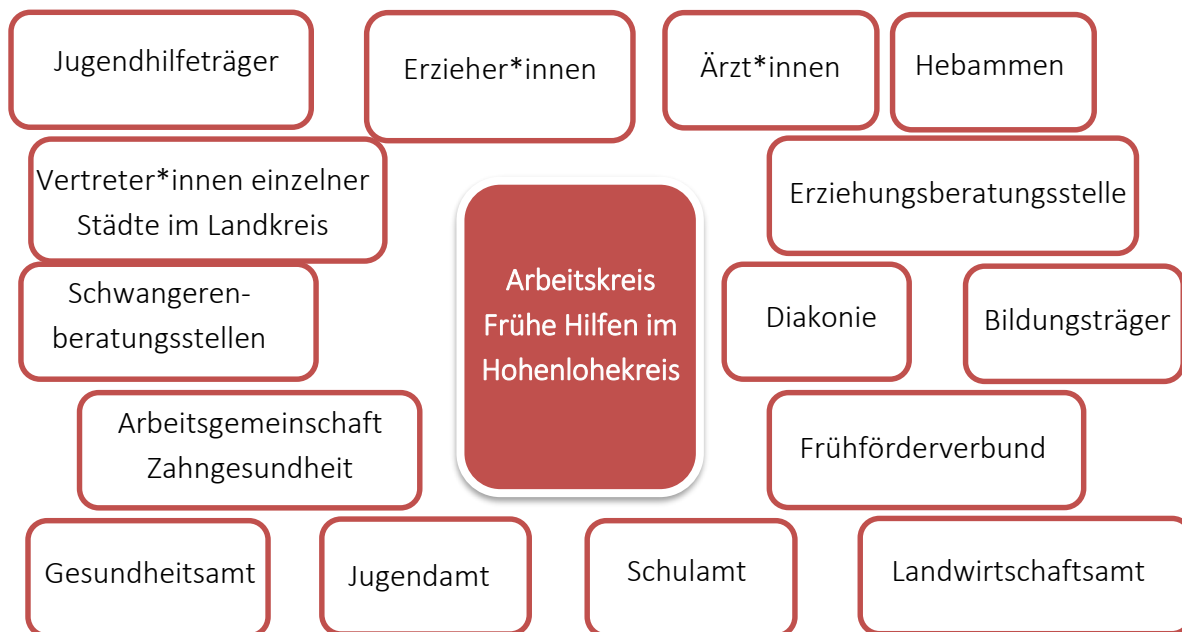 Jugendhilfeträger
Erzieher*innen
Ärzt*innen
Hebammen
Vertreter*innen einzelner
Städte im Landkreis
Erziehungsberatungsstelle
Schwangeren-
beratungsstellen
Arbeitskreis
Frühe Hilfen im
Hohenlohekreis
Diakonie
Bildungsträger
Arbeitsgemeinschaft
Zahngesundheit
Frühförderverbund
Gesundheitsamt
Jugendamt
Schulamt
Landwirtschaftsamt